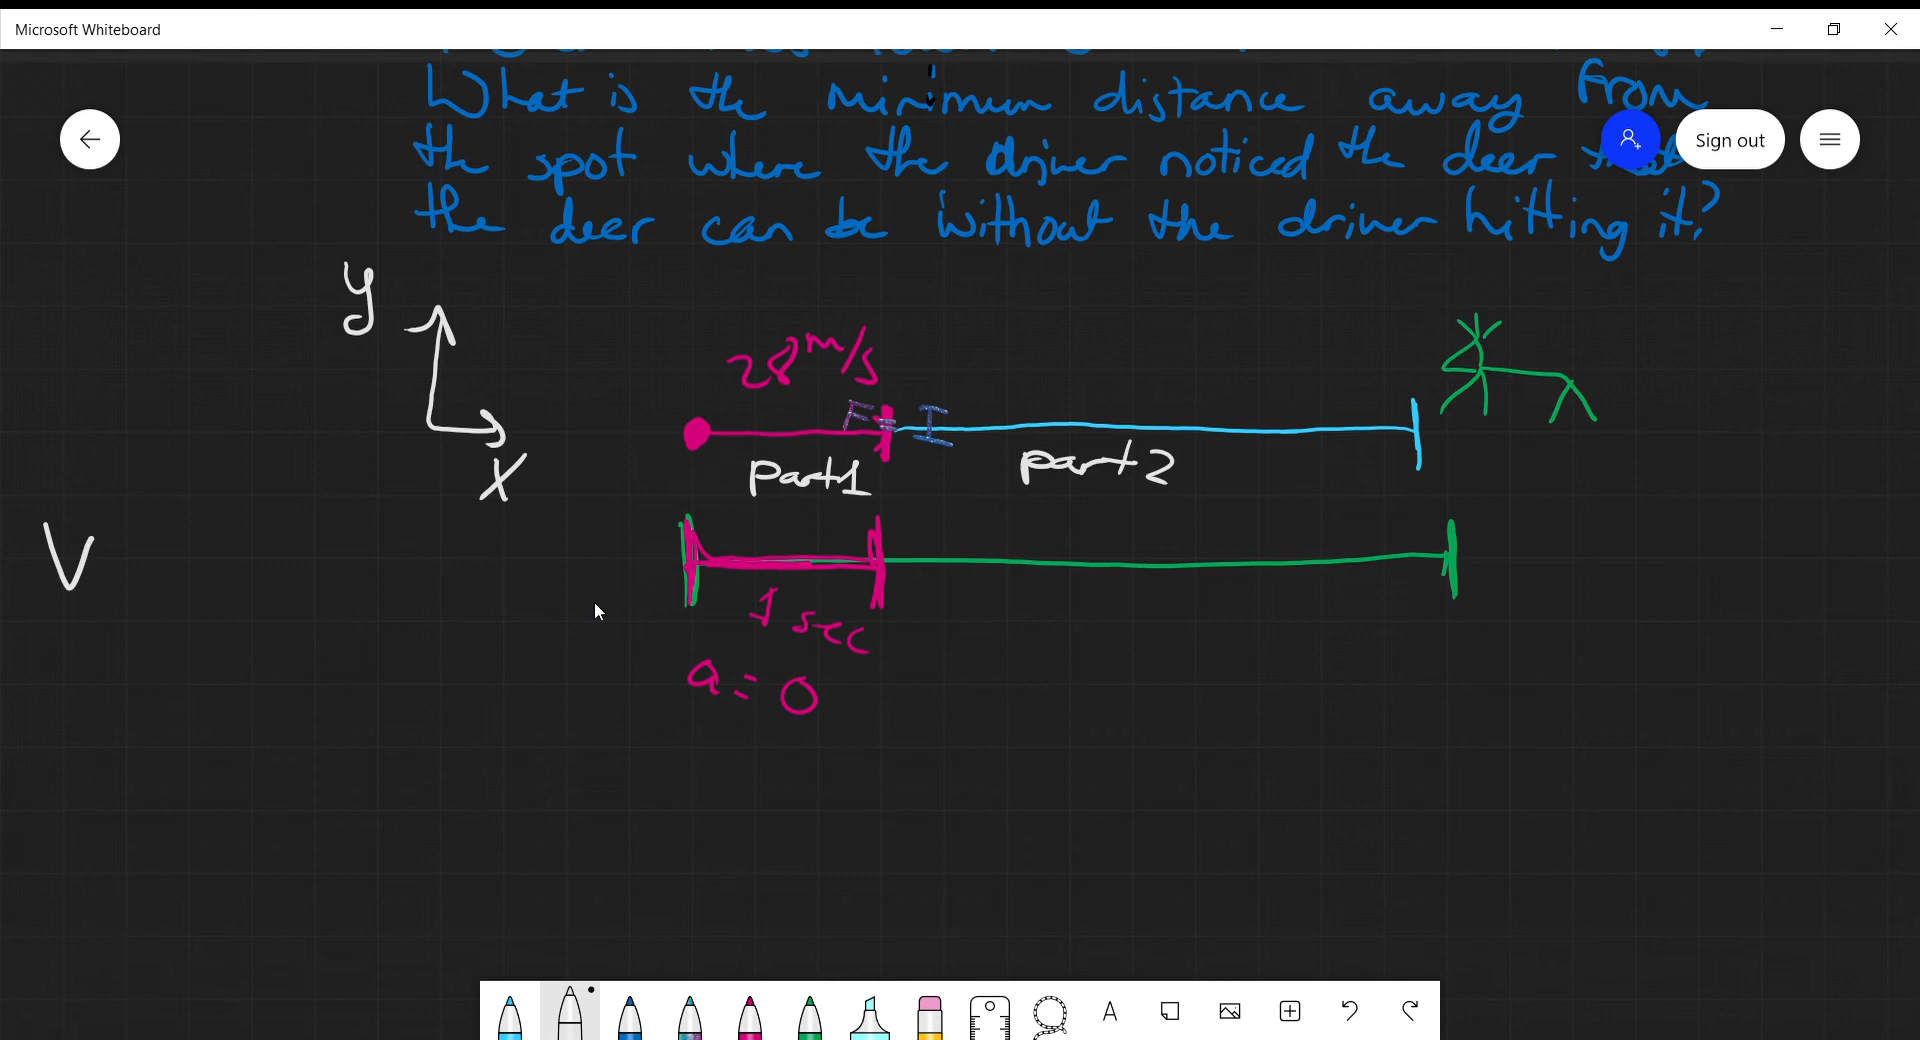 Microsoft Whiteboard
What is the minimum distance away from
the spot where the driver noticed the deer
Sign out
the deer can be without the driver hitting it?
y
28 m/s
F = I
part1
part2
x
V
1 sec
a = 0
A